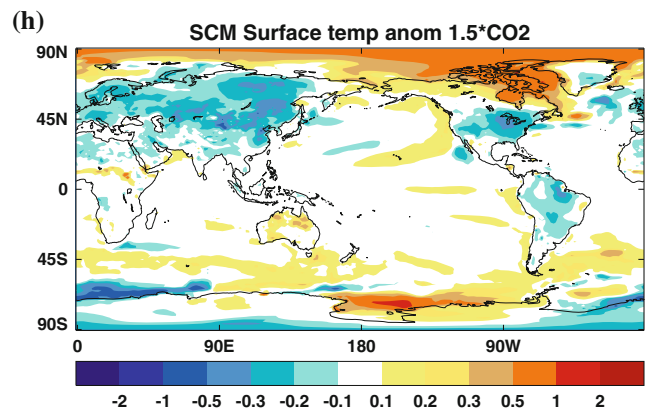 (h)
SCM Surface temp anom 1.5*CO2
90N
45N
0
45S
90S
0 90E 180 90W
-2 -1 -0.5 -0.3 -0.2 -0.1 0.1 0.2 0.3 0.5 1 2